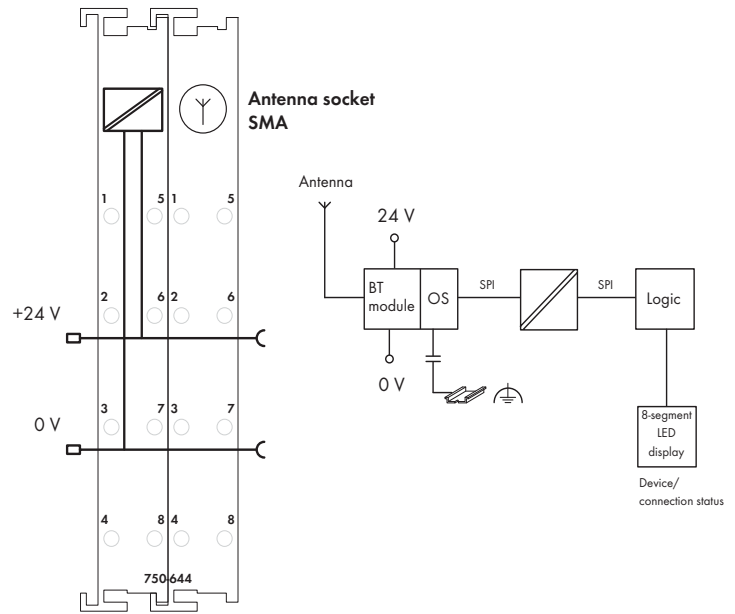 Antenna socket
SMA
1 5 1 5
2 6 2 6
+24 V
3 7 3 7
0 V
4 8 4 8
750-644
Antenna
24 V
BT
module
OS
SPI
SPI
Logic
0 V
8-segment
LED
display
Device/
connection status